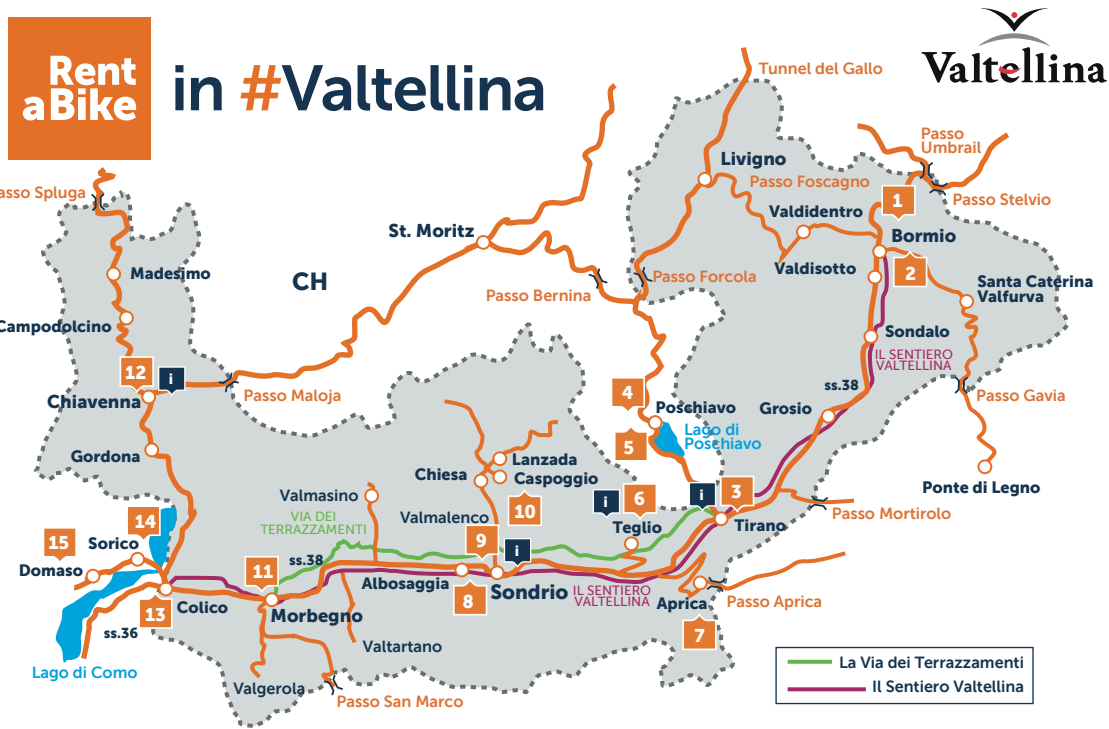 Rent
aBike
in #Valtellina
Valtellina
Tunnel del Gallo
Passo
Umbrail
Livigno
Passo Foscagno
asso Spluga
1
Passo Stelvio
Valdidentro
St. Moritz
Bormio
Madesimo
CH
Valdisotto
2
Passo Forcola
Santa Caterina
Valfurva
Passo Bernina
Campodolcino
Sondalo
IL SENTIERO
VALTELLINA
12
i
ss.38
Passo Maloja
4
Passo Gavia
Chiavenna
Poschiavo
Grosio
Lago di
Poschiavo
5
Gordona
Lanzada
Chiesa
Caspoggio
Ponte di Legno
Valmasino
i
6
i
3
Passo Mortirolo
VIA DEI
TERRAZZAMENTI
Valmalenco
10
Teglio
Tirano
14
15
Sorico
9
i
Domaso
ss.38
11
Albosaggia
Sondrio
IL SENTIERO
VALTELLINA
Aprica
Passo Aprica
8
13
Colico
Morbegno
7
ss.36
Valtartano
Lago di Como
Valgerola
Passo San Marco
La Via dei Terrazzamenti
Il Sentiero Valtellina